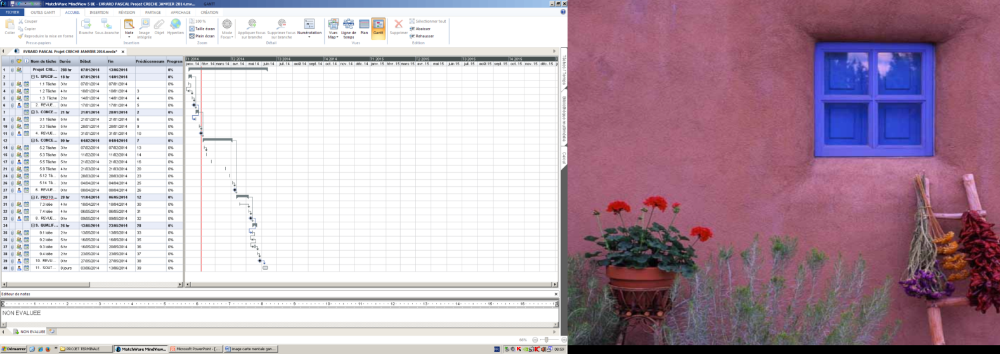 MatchWare MindView 5 BE - EVRARD PASCAL Projet CRECHE JANVIER 2014.mv... GANTT
FICHIER OUTILS GANTT ACCUEIL INSERTION RÉVISION PARTAGE AFFICHAGE CRÉATION
Coller Couper Copier Reproduire la mise en forme
Presse-papiers
Branche Sous-branche Note Image intégrée Objet Hyperlien
Insertion
100 % Taille écran Plein écran
Zoom
Mode Focus Appliquer focus sur branche Supprimer focus sur branche Numérotation
Détail
Vues Map Ligne de temps Plan Gantt
Vues
Supprimer Sélectionner tout Abaisser Rehausser
Edition
EVRARD PASCAL Projet CRECHE JANVIER 2014.mvdx* x
Nom de tâche Durée Début Fin Prédécesseurs Progres
T1 2014 T2 2014 T3 2014 T4 2014 T1 2015 T2 2015 T3 2015 T4 2015
janv. 14 févr. 14 mars 14 avr. 14 mai 14 juin 14 juil. 14 août 14 sept. 14 oct. 14 nov. 14 déc. 14 janv. 15 févr. 15 mars 15 avr. 15 mai 15 juin 15 juil. 15 août 15 sept. 15 oct. 15 nov. 15 déc. 15
1 Projet CRE... 288 hr 07/01/2014 13/06/2014 0%
2 1. SPECIF... 18 hr 07/01/2014 14/01/2014 0%
3 1.1 Tâche 3 hr 07/01/2014 07/01/2014 0%
4 1.2 Tâche 4 hr 10/01/2014 10/01/2014 3 0%
5 1.3 Tâche 2 hr 14/01/2014 14/01/2014 4 0%
6 2. REVUE... 0 hr 17/01/2014 17/01/2014 5 0%
7 3. CONCE... 21 hr 21/01/2014 28/01/2014 2 0%
8 3.1 Tâche 5 hr 21/01/2014 21/01/2014 6 0%
10 3.3 Tâche 5 hr 28/01/2014 28/01/2014 9 0%
11 4. REVUE... 0 hr 31/01/2014 31/01/2014 10 0%
12 5. CONCE... 99 hr 04/02/2014 04/04/2014 7 0%
14 5.2 Tâche 3 hr 07/02/2014 07/02/2014 13 0%
15 5.3 Tâche 8 hr 11/02/2014 11/02/2014 14 0%
17 5.5 Tâche 5 hr 21/02/2014 21/02/2014 16 0%
21 5.9 Tâche 4 hr 21/03/2014 21/03/2014 20 0%
24 5.12 Tâ... 6 hr 28/03/2014 28/03/2014 23 0%
26 5.14 Tâ... 3 hr 04/04/2014 04/04/2014 25 0%
27 6. REVUE... 0 hr 08/04/2014 08/04/2014 26 0%
28 7. PROTO... 28 hr 11/04/2014 06/05/2014 12 0%
31 7.3 Idée 4 hr 18/04/2014 18/04/2014 30 0%
32 7.4 Idée 4 hr 06/05/2014 06/05/2014 31 0%
33 8. REVUE... 0 hr 09/05/2014 09/05/2014 32 0%
34 9. QUALIF... 26 hr 13/05/2014 23/05/2014 28 0%
35 9.1 Idée 2 hr 13/05/2014 13/05/2014 33 0%
36 9.2 Idée 5 hr 16/05/2014 16/05/2014 35 0%
37 9.3 Idée 6 hr 16/05/2014 20/05/2014 36 0%
38 9.4 Idée 2 hr 23/05/2014 23/05/2014 37 0%
39 10. REVU... 0 hr 27/05/2014 27/05/2014 38 0%
40 11. SOUT... 8 jours 03/06/2014 13/06/2014 39 0%
Tâches / Temps
Bibliothèque multimédia
Calcul
Editeur de notes x
1 2 3 4 5 6 7 8 9 10 11 12 13 14 15 16
NON EVALUEE
NON EVALUEE
66%
Démarrer PROJET TERMINALE MatchWare MindView... Microsoft PowerPoint - [... image carte mentale gan... FR 08:59